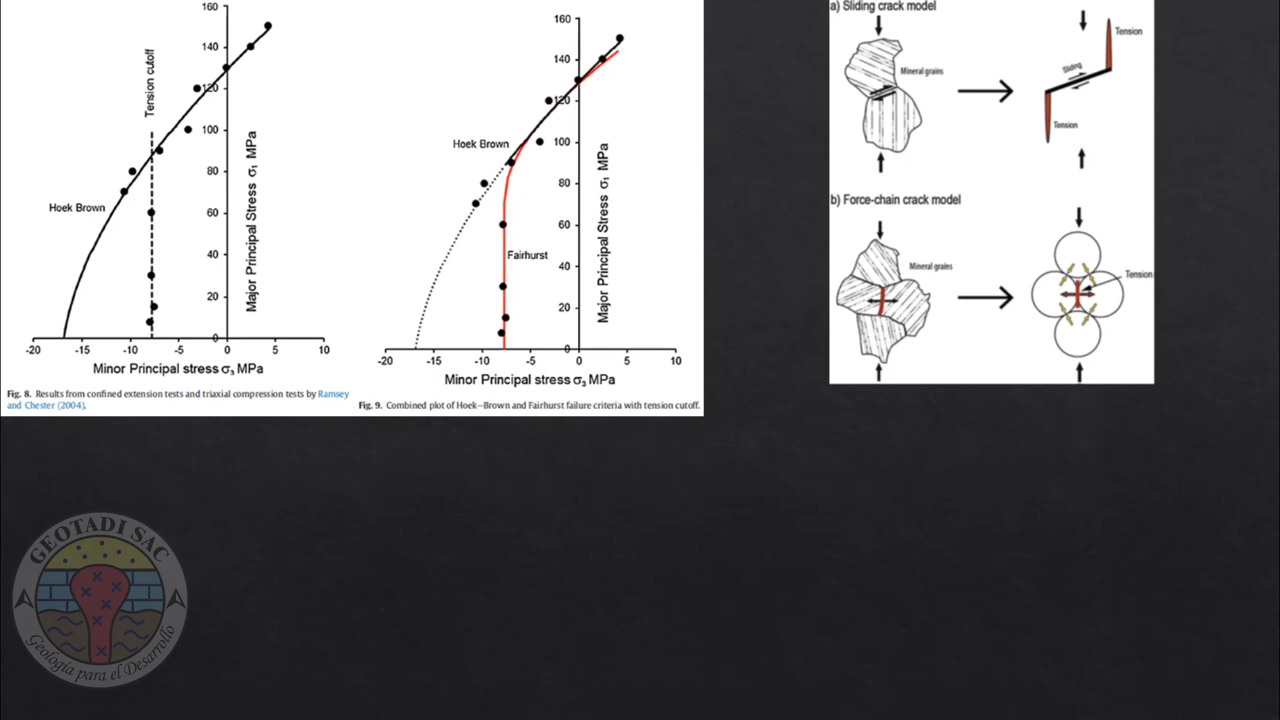 160
140
120
100
80
60
40
20
0
Tension cutoff
Hoek Brown
Major Principal Stress σ1 MPa
-20 -15 -10 -5 0 5 10
Minor Principal stress σ3 MPa
Fig. 8. Results from confined extension tests and triaxial compression tests by Ramsey
and Chester (2004).
160
140
120
100
80
60
40
20
0
Hoek Brown
Fairhurst
Major Principal Stress σ1 MPa
-20 -15 -10 -5 0 5 10
Minor Principal Stress σ3 MPa
Fig. 9. Combined plot of Hoek–Brown and Fairhurst failure criteria with tension cutoff.
a) Sliding crack model
Mineral grains
Tension
Sliding
Tension
b) Force-chain crack model
Mineral grains
Tension
GEOTADI SAC
Geología para el Desarrollo